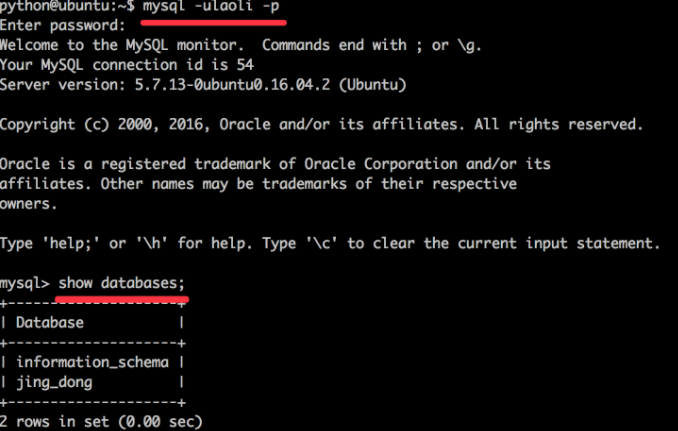 python@ubuntu:~$ mysql -ulaoli -p
Enter password:
Welcome to the MySQL monitor.  Commands end with ; or \g.
Your MySQL connection id is 54
Server version: 5.7.13-0ubuntu0.16.04.2 (Ubuntu)
Copyright (c) 2000, 2016, Oracle and/or its affiliates. All rights reserved.
Oracle is a registered trademark of Oracle Corporation and/or its
affiliates. Other names may be trademarks of their respective
owners.
Type 'help;' or '\h' for help. Type '\c' to clear the current input statement.
mysql> show databases;
+--------------------+
| Database           |
+--------------------+
| information_schema |
| jing_dong          |
+--------------------+
2 rows in set (0.00 sec)